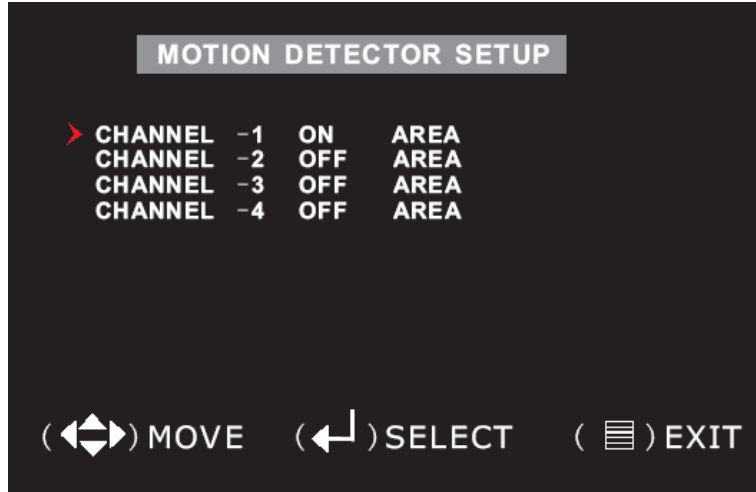 MOTION DETECTOR SETUP
CHANNEL -1 ON AREA
CHANNEL -2 OFF AREA
CHANNEL -3 OFF AREA
CHANNEL -4 OFF AREA
( ) MOVE ( ) SELECT ( ) EXIT